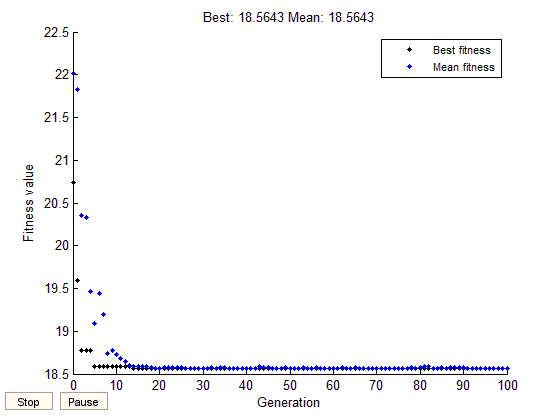 Best: 18.5643 Mean: 18.5643
Best fitness
Mean fitness
Fitness value
22.5
22
21.5
21
20.5
20
19.5
19
18.5
0 10 20 30 40 50 60 70 80 90 100
Generation
Stop Pause